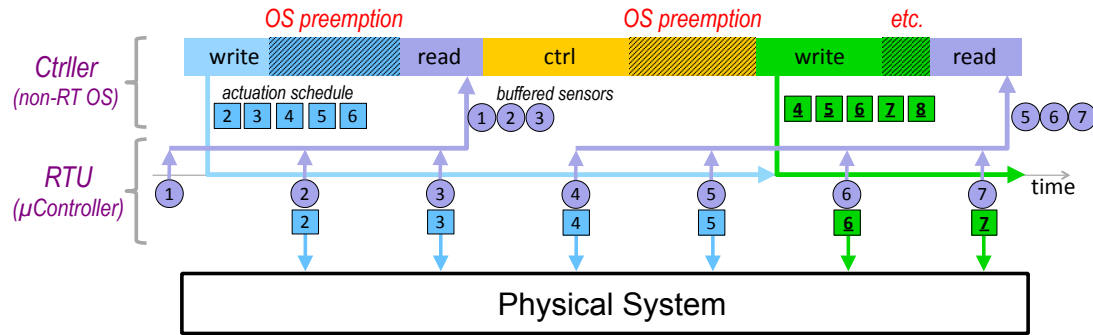 OS preemption OS preemption etc.
Ctrller
(non-RT OS)
write read ctrl write read
actuation schedule buffered sensors
2 3 4 5 6 1 2 3 4 5 6 7 8 5 6 7
RTU
(µController)
1 2 3 4 5 6 7 time
2 3 4 5 6 7
Physical System